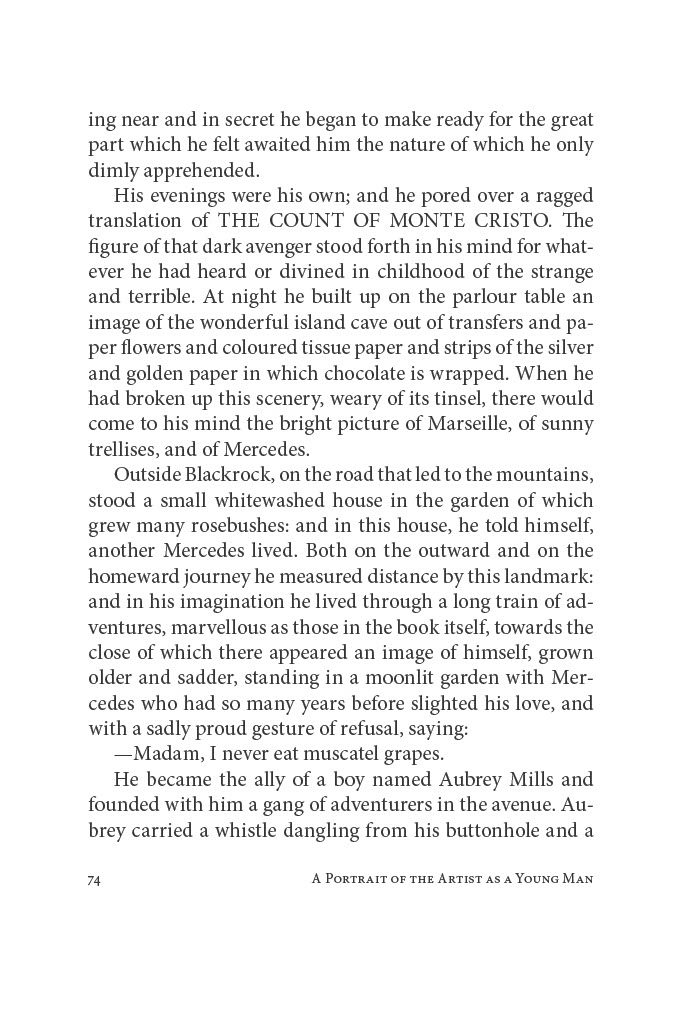 ing near and in secret he began to make ready for the great
part which he felt awaited him the nature of which he only
dimly apprehended.
His evenings were his own; and he pored over a ragged
translation of THE COUNT OF MONTE CRISTO. The
figure of that dark avenger stood forth in his mind for what-
ever he had heard or divined in childhood of the strange
and terrible. At night he built up on the parlour table an
image of the wonderful island cave out of transfers and pa-
per flowers and coloured tissue paper and strips of the silver
and golden paper in which chocolate is wrapped. When he
had broken up this scenery, weary of its tinsel, there would
come to his mind the bright picture of Marseille, of sunny
trellises, and of Mercedes.
Outside Blackrock, on the road that led to the mountains,
stood a small whitewashed house in the garden of which
grew many rosebushes: and in this house, he told himself,
another Mercedes lived. Both on the outward and on the
homeward journey he measured distance by this landmark:
and in his imagination he lived through a long train of ad-
ventures, marvellous as those in the book itself, towards the
close of which there appeared an image of himself, grown
older and sadder, standing in a moonlit garden with Mer-
cedes who had so many years before slighted his love, and
with a sadly proud gesture of refusal, saying:
—Madam, I never eat muscatel grapes.
He became the ally of a boy named Aubrey Mills and
founded with him a gang of adventurers in the avenue. Au-
brey carried a whistle dangling from his buttonhole and a
74 A Portrait of the Artist as a Young Man